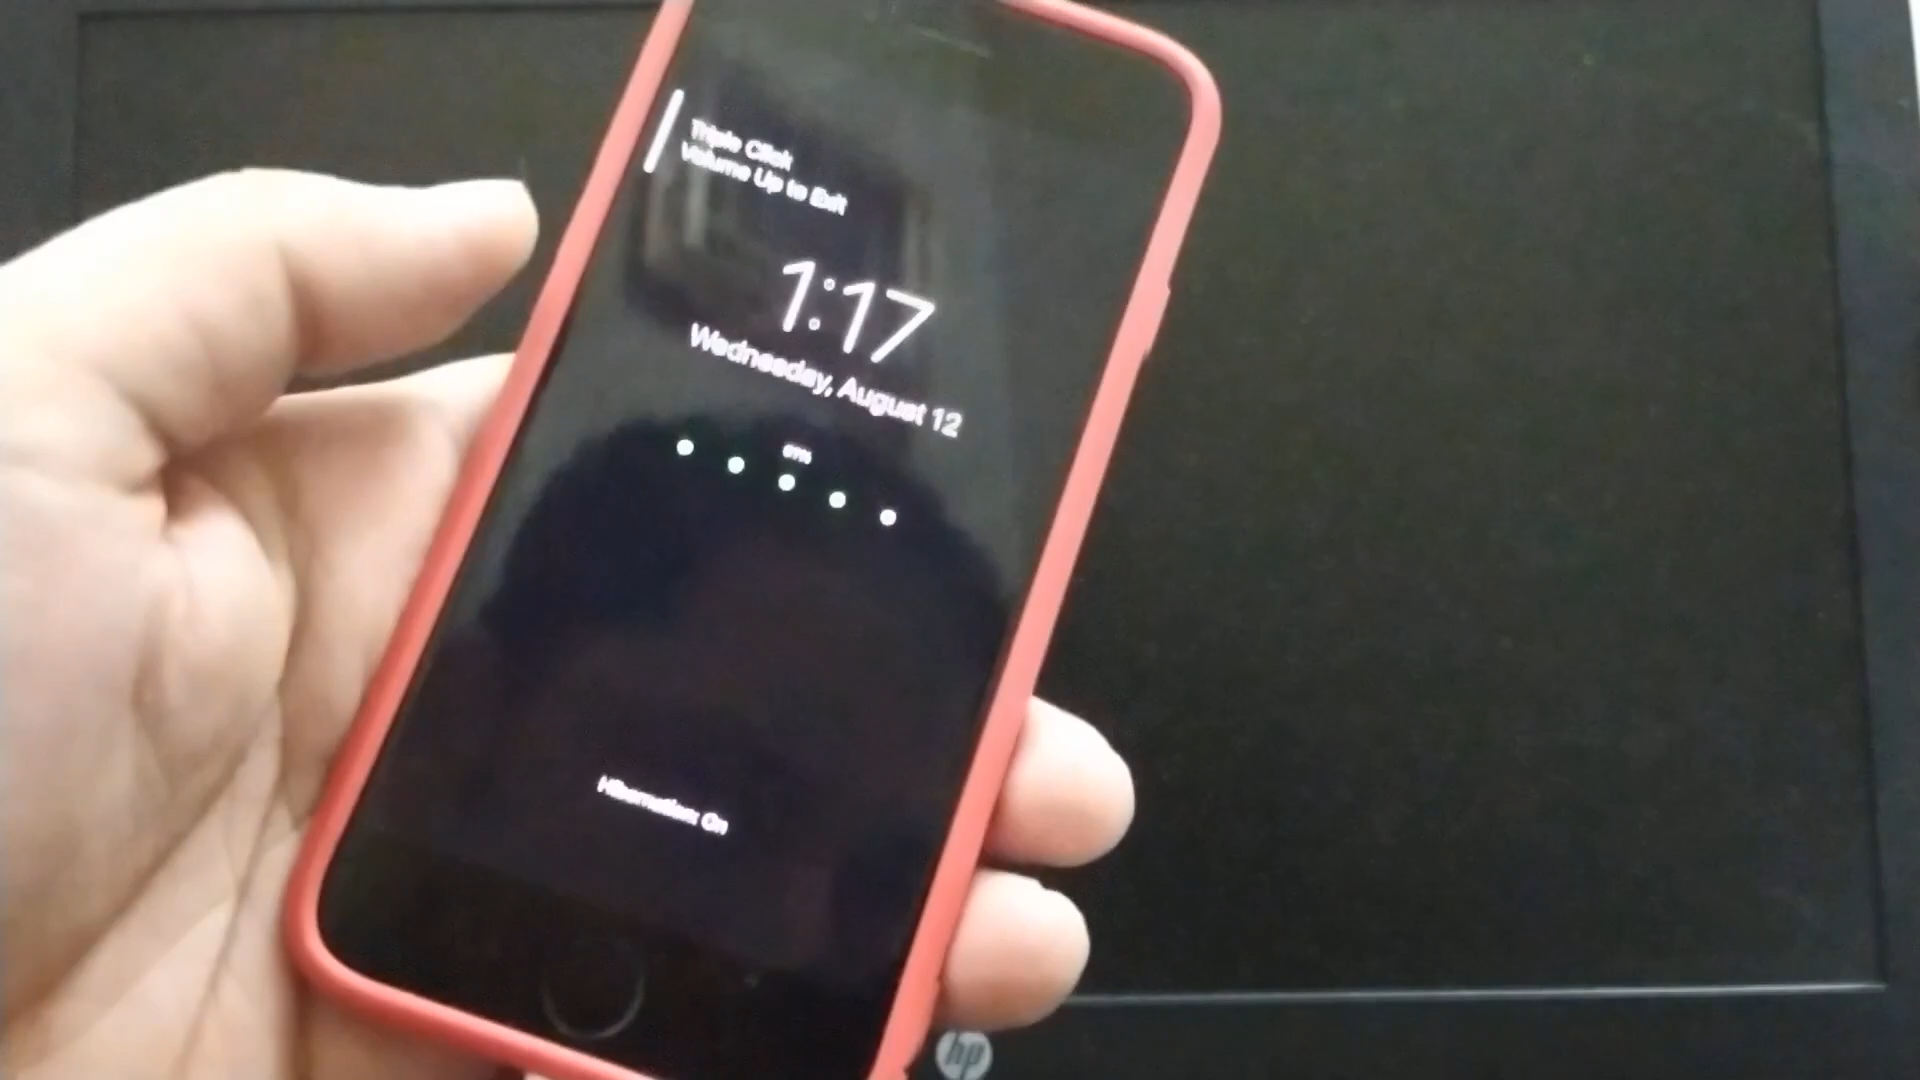 Triple Click
Volume Up to Exit
1:17
Wednesday, August 12
Hibernation: On
hp